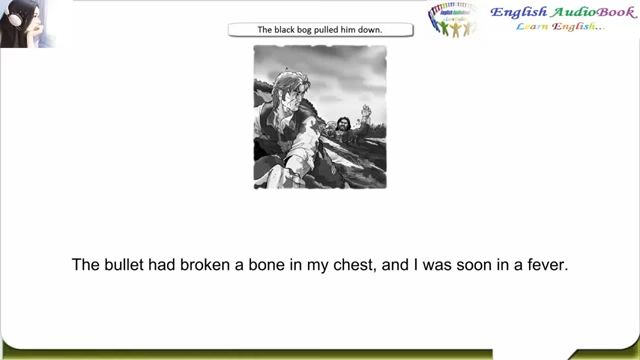 The black bog pulled him down.
English AudioBook
Learn English...
The bullet had broken a bone in my chest, and I was soon in a fever.